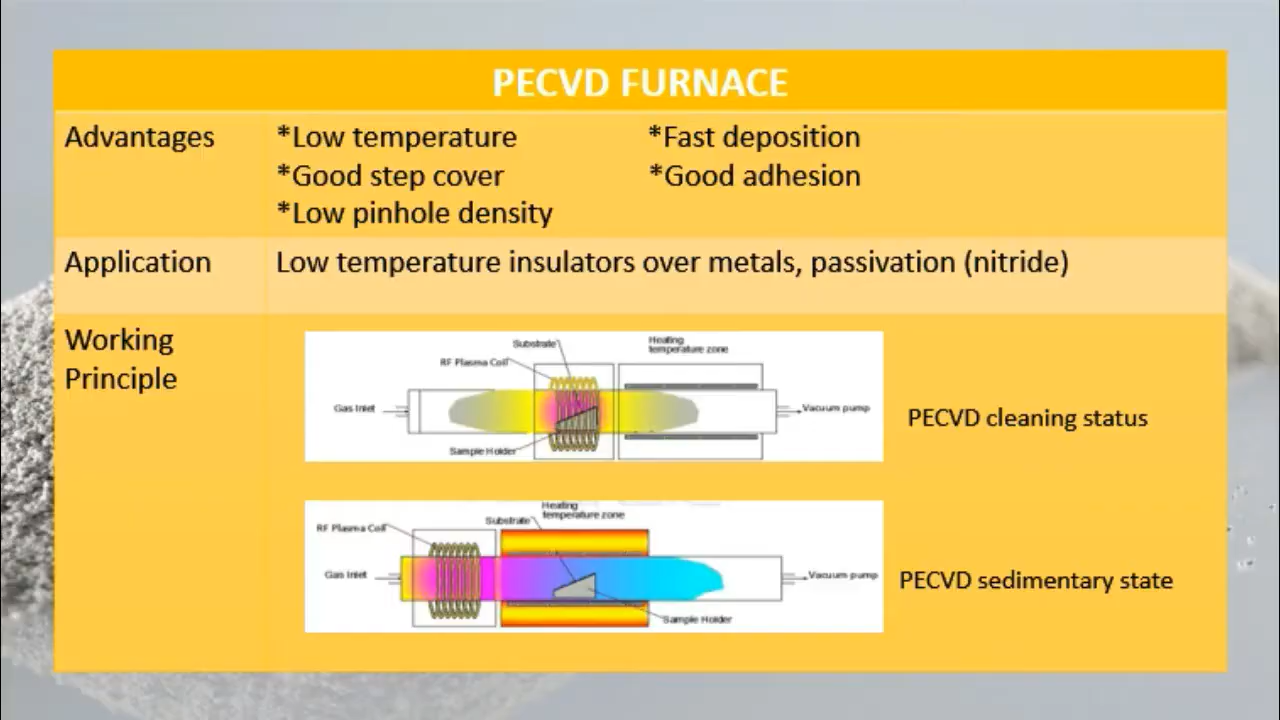 PECVD FURNACE
Advantages
*Low temperature
*Fast deposition
*Good step cover
*Good adhesion
*Low pinhole density
Application
Low temperature insulators over metals, passivation (nitride)
Working
Principle
Substrate
Heating
temperature zone
RF Plasma Coil
Gas Inlet
Vacuum pump
Sample Holder
PECVD cleaning status
Heating
temperature zone
Substrate
RF Plasma Coil
Gas Inlet
Vacuum pump
Sample Holder
PECVD sedimentary state